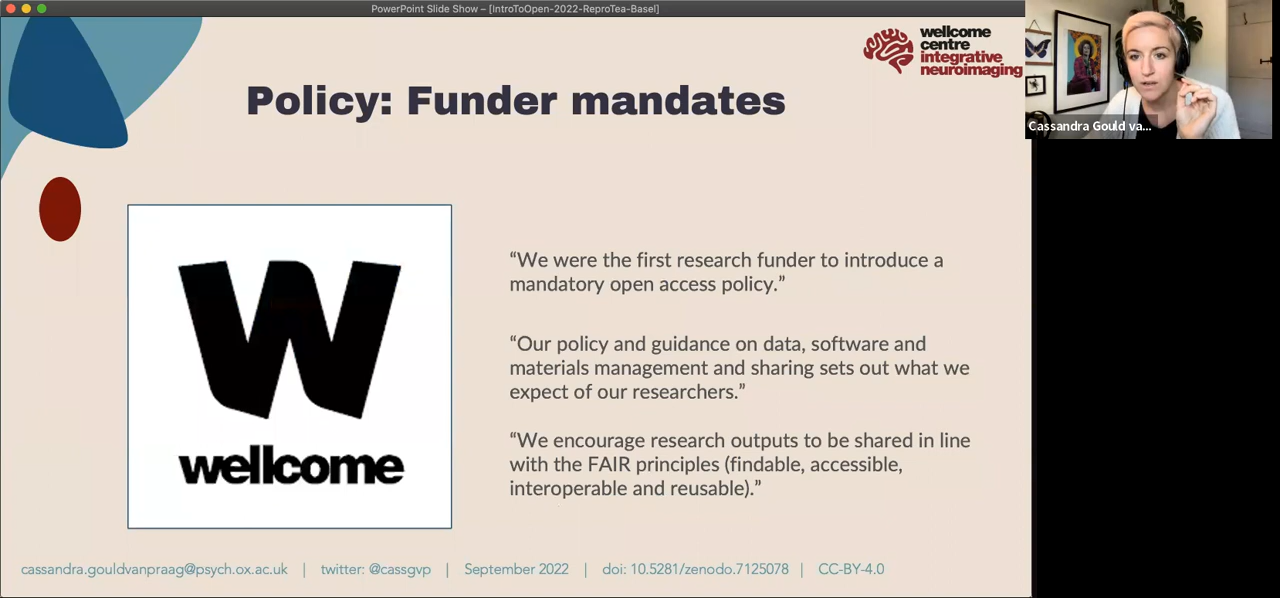 PowerPoint Slide Show – [IntroToOpen-2022-ReproTea-Basel]
wellcome
centre
integrative
neuroimaging
Cassandra Gould va...
Policy: Funder mandates
“We were the first research funder to introduce a
mandatory open access policy.”
“Our policy and guidance on data, software and
materials management and sharing sets out what we
expect of our researchers.”
“We encourage research outputs to be shared in line
with the FAIR principles (findable, accessible,
interoperable and reusable).”
W
wellcome
cassandra.gouldvanpraag@psych.ox.ac.uk | twitter: @cassgvp | September 2022 | doi: 10.5281/zenodo.7125078 | CC-BY-4.0